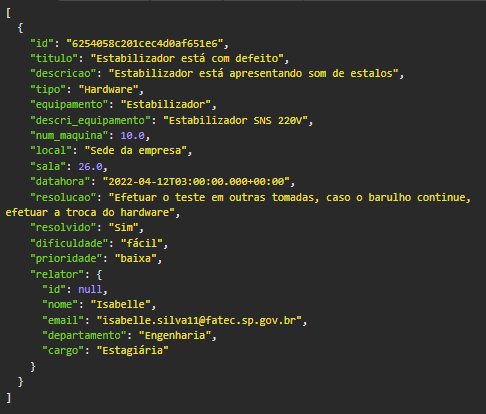 [
  {
    "id": "6254058c201cec4d0af651e6",
    "titulo": "Estabilizador está com defeito",
    "descricao": "Estabilizador está apresentando som de estalos",
    "tipo": "Hardware",
    "equipamento": "Estabilizador",
    "descri_equipamento": "Estabilizador SNS 220V",
    "num_maquina": 10.0,
    "local": "Sede da empresa",
    "sala": 26.0,
    "datahora": "2022-04-12T03:00:00.000+00:00",
    "resolucao": "Efetuar o teste em outras tomadas, caso o barulho continue,
efetuar a troca do hardware",
    "resolvido": "Sim",
    "dificuldade": "fácil",
    "prioridade": "baixa",
    "relator": {
      "id": null,
      "nome": "Isabelle",
      "email": "isabelle.silva11@fatec.sp.gov.br",
      "departamento": "Engenharia",
      "cargo": "Estagiária"
    }
  }
]